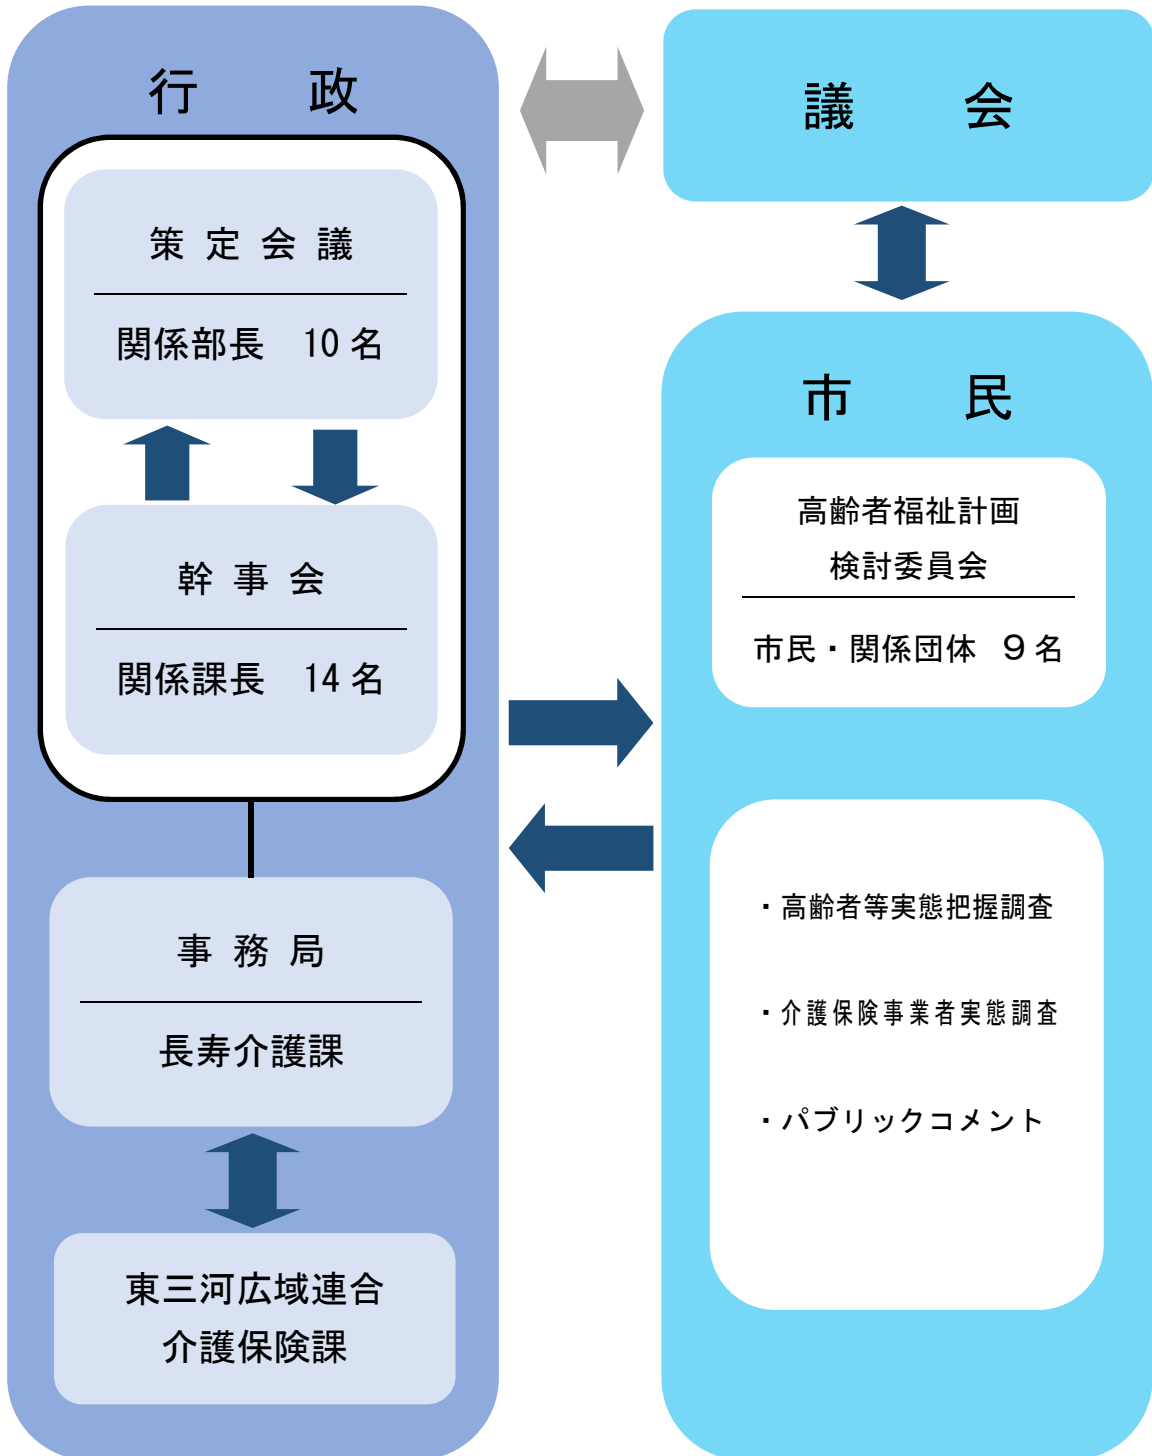 行　政
策定会議
関係部長　10名
幹事会
関係課長　14名
事務局
長寿介護課
東三河広域連合
介護保険課
議　会
市　民
高齢者福祉計画
検討委員会
市民・関係団体　９名
・高齢者等実態把握調査
・介護保険事業者実態調査
・パブリックコメント